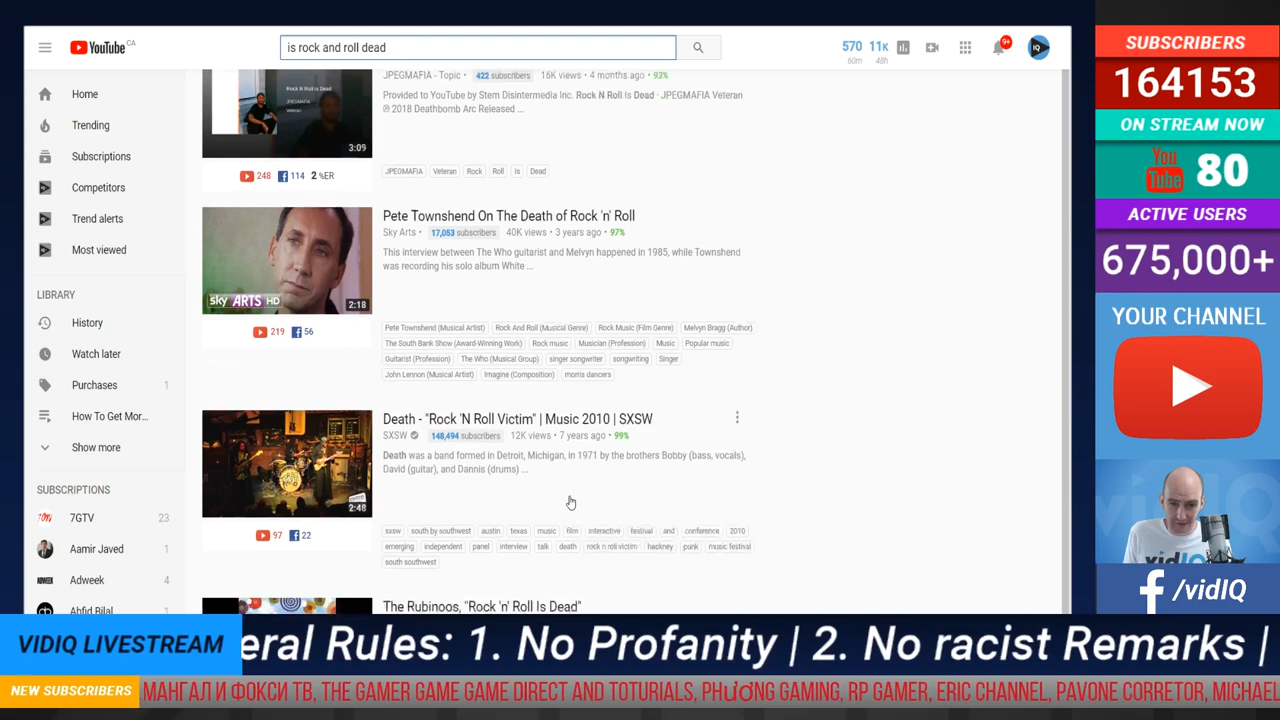 YouTube CA
is rock and roll dead
570 11K
60m 48h
9+
IQ
Home
Trending
Subscriptions
Competitors
Trend alerts
Most viewed
LIBRARY
History
Watch later
Purchases 1
How To Get Mor...
Show more
SUBSCRIPTIONS
7GTV 23
Aamir Javed 1
ADWEEK Adweek 4
Ahfid Bilal
Rock N Roll Is Dead
JPEGMAFIA
Veteran
3:09
JPEGMAFIA - Topic • 422 subscribers 16K views • 4 months ago • 93%
Provided to YouTube by Stem Disintermedia Inc. Rock N Roll Is Dead · JPEGMAFIA Veteran
℗ 2018 Deathbomb Arc Released ...
JPEGMAFIA Veteran Rock Roll Is Dead
248 114 2 %ER
sky ARTS HD
2:18
Pete Townshend On The Death of Rock 'n' Roll
Sky Arts • 17,053 subscribers 40K views • 3 years ago • 97%
This interview between The Who guitarist and Melvyn happened in 1985, while Townshend
was recording his solo album White ...
219 56
Pete Townshend (Musical Artist) Rock And Roll (Musical Genre) Rock Music (Film Genre) Melvyn Bragg (Author)
The South Bank Show (Award-Winning Work) Rock music Musician (Profession) Music Popular music
Guitarist (Profession) The Who (Musical Group) singer songwriter songwriting Singer
John Lennon (Musical Artist) Imagine (Composition) morris dancers
2:48
Death - "Rock 'N Roll Victim" | Music 2010 | SXSW
SXSW 148,494 subscribers 12K views • 7 years ago • 99%
Death was a band formed in Detroit, Michigan, in 1971 by the brothers Bobby (bass, vocals),
David (guitar), and Dannis (drums) ...
97 22
sxsw south by southwest austin texas music film interactive festival and conference 2010
emerging independent panel interview talk death rock n roll victim hackney punk music festival
south southwest
The Rubinoos, "Rock 'n' Roll Is Dead"
SUBSCRIBERS
164153
ON STREAM NOW
You Tube 80
ACTIVE USERS
675,000+
YOUR CHANNEL
vidIQ
f /vidIQ
VIDIQ LIVESTREAM
eral Rules: 1. No Profanity | 2. No racist Remarks |
NEW SUBSCRIBERS
МАНГАЛ И ФОКСИ ТВ, THE GAMER GAME GAME DIRECT AND TOTURIALS, PHƯƠNG GAMING, RP GAMER, ERIC CHANNEL, PAVONE CORRETOR, MICHAEL